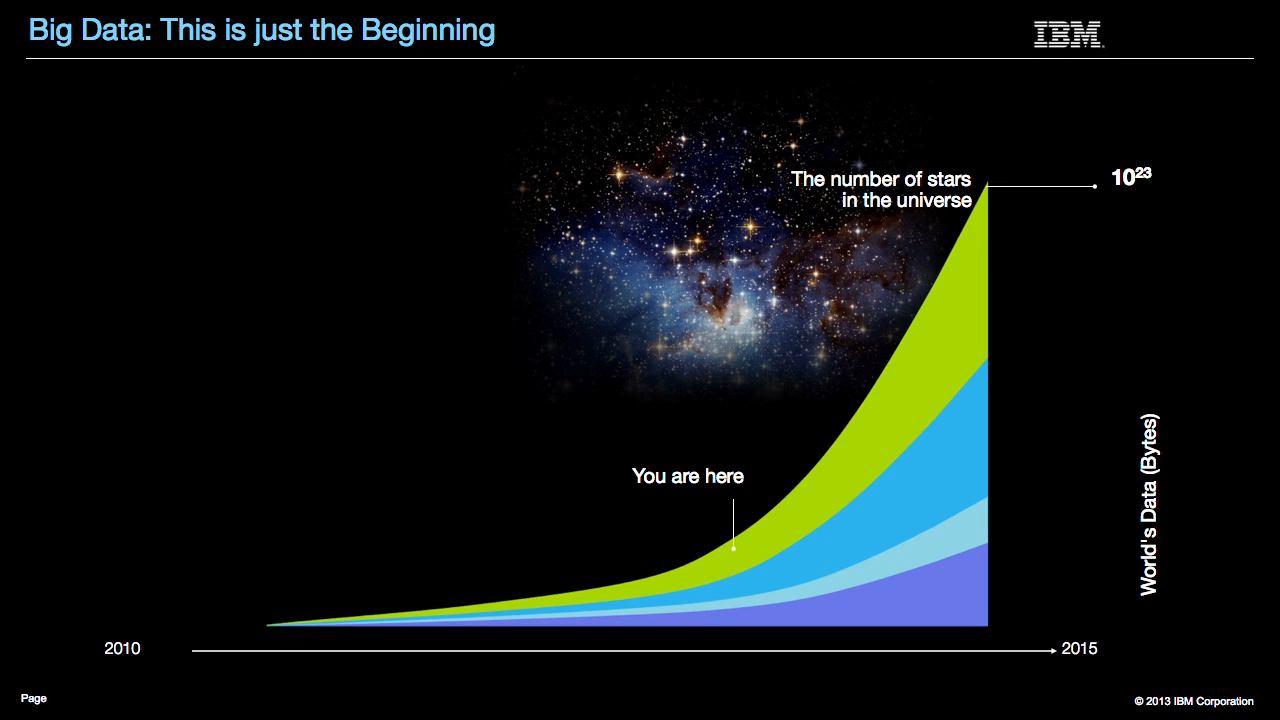 Big Data: This is just the Beginning
IBM
The number of stars
in the universe
10²³
You are here
World's Data (Bytes)
2010
2015
Page
© 2013 IBM Corporation